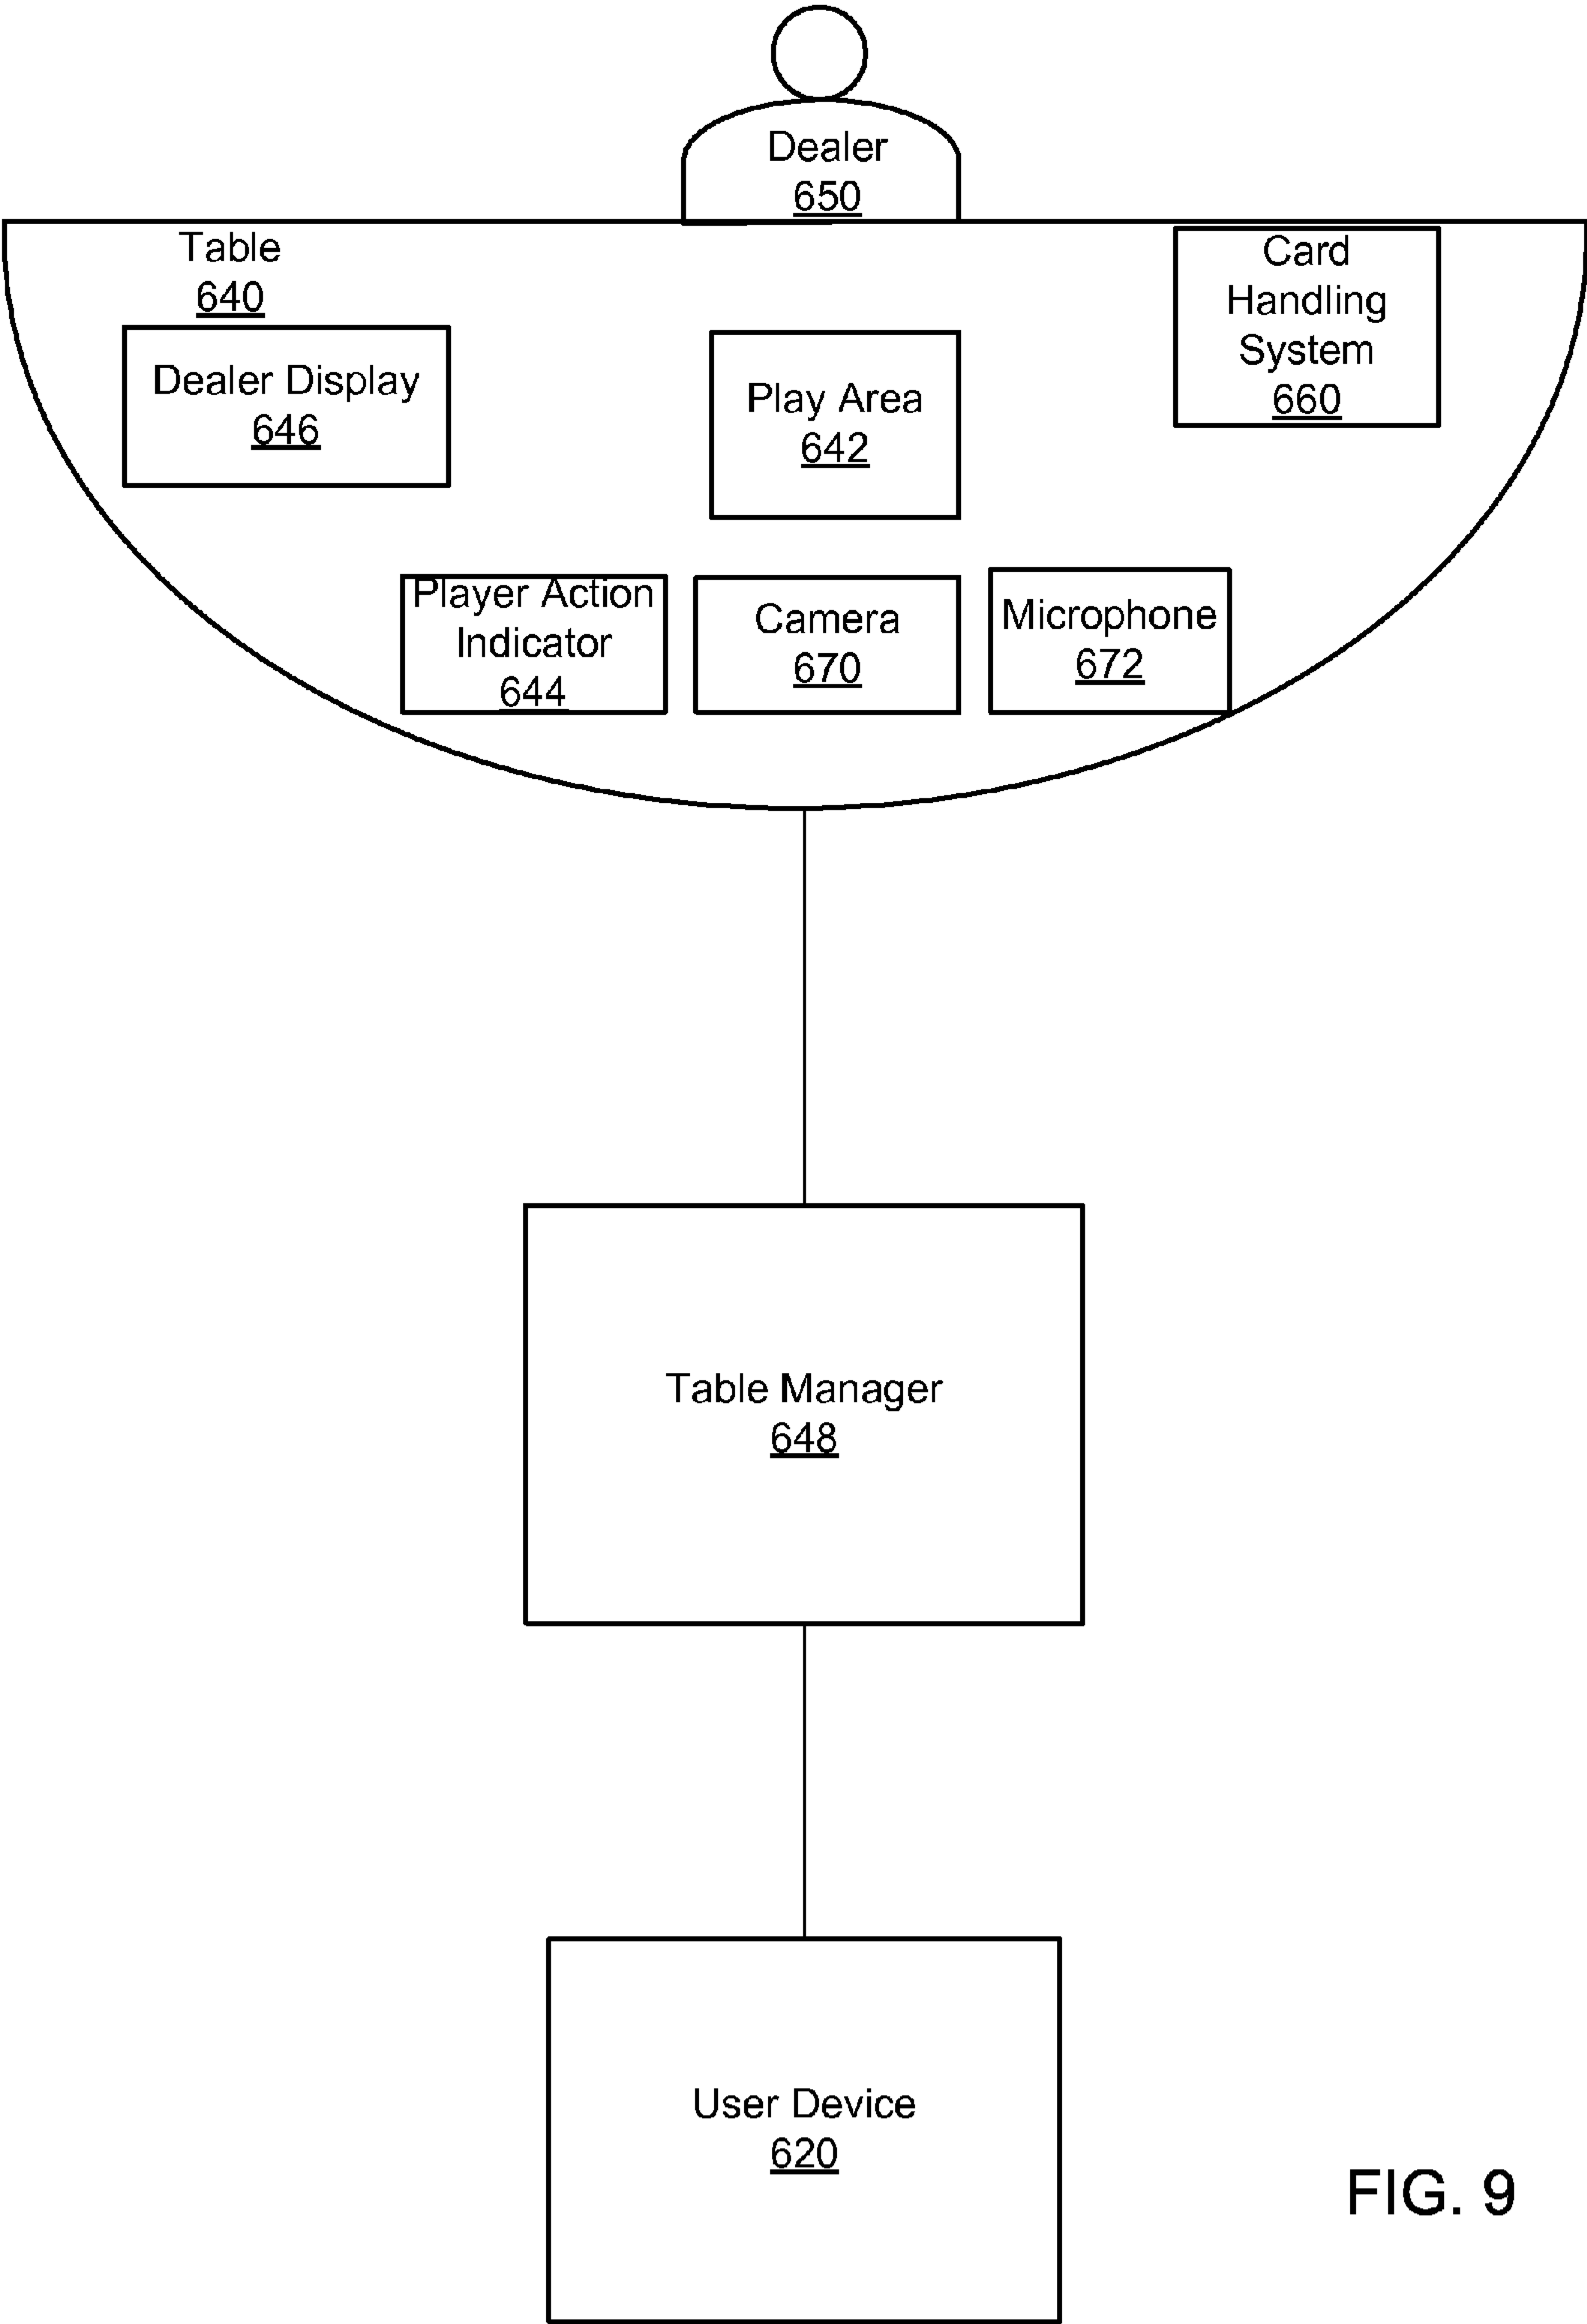 Dealer
650
Table
640
Card
Handling
System
660
Dealer Display
646
Play Area
642
Player Action
Indicator
644
Camera
670
Microphone
672
Table Manager
648
User Device
620
FIG. 9